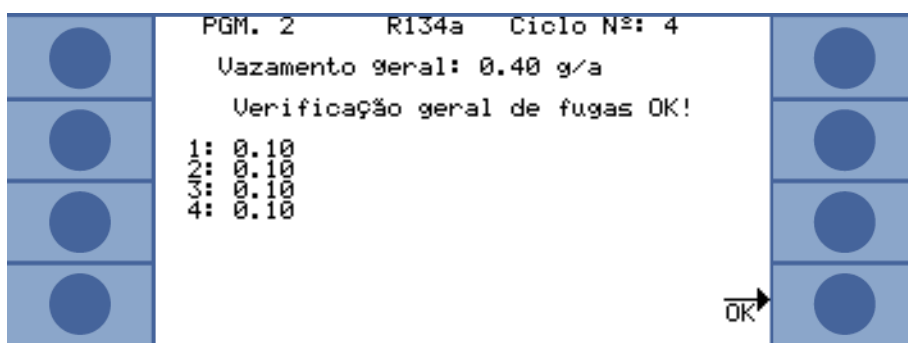 PGM. 2 R134a Ciclo Nº: 4
Vazamento geral: 0.40 g/a
Verificação geral de fugas OK!
1: 0.10
2: 0.10
3: 0.10
4: 0.10
OK